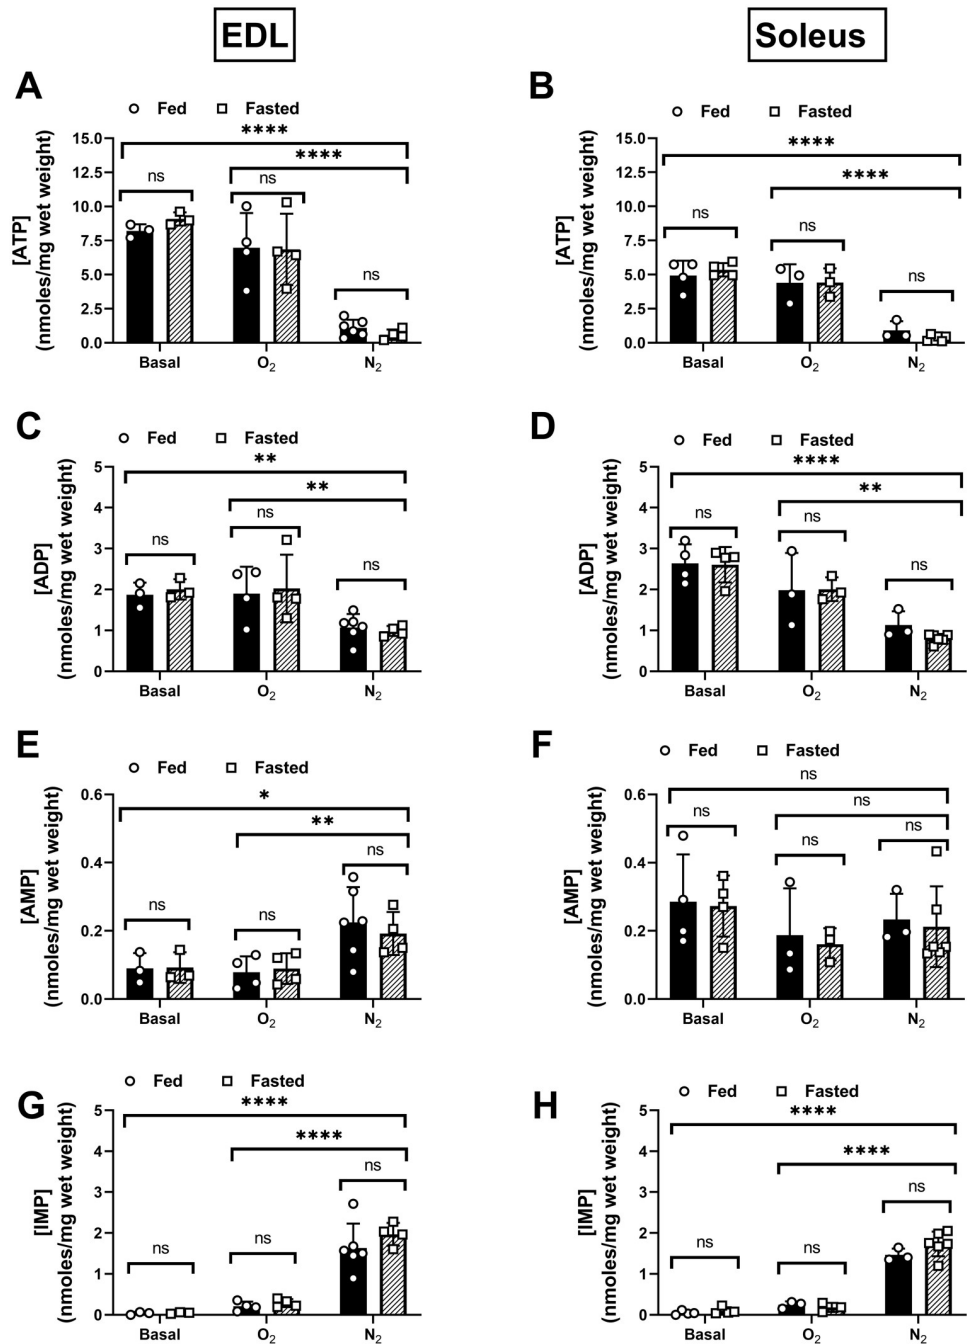 EDL
Soleus
A
Fed Fasted
[ATP]
(nmoles/mg wet weight)
15.0
12.5
10.0
7.5
5.0
2.5
0.0
****
****
ns
ns
ns
Basal O2 N2
B
Fed Fasted
[ATP]
(nmoles/mg wet weight)
15.0
12.5
10.0
7.5
5.0
2.5
0.0
****
****
ns
ns
ns
Basal O2 N2
C
Fed Fasted
[ADP]
(nmoles/mg wet weight)
5
4
3
2
1
0
**
**
ns
ns
ns
Basal O2 N2
D
Fed Fasted
[ADP]
(nmoles/mg wet weight)
5
4
3
2
1
0
****
**
ns
ns
ns
Basal O2 N2
E
Fed Fasted
[AMP]
(nmoles/mg wet weight)
0.6
0.4
0.2
0.0
*
**
ns
ns
ns
Basal O2 N2
F
Fed Fasted
[AMP]
(nmoles/mg wet weight)
0.6
0.4
0.2
0.0
ns
ns
ns
ns
ns
Basal O2 N2
G
Fed Fasted
[IMP]
(nmoles/mg wet weight)
5
4
3
2
1
0
****
****
ns
ns
ns
Basal O2 N2
H
Fed Fasted
[IMP]
(nmoles/mg wet weight)
5
4
3
2
1
0
****
****
ns
ns
ns
Basal O2 N2